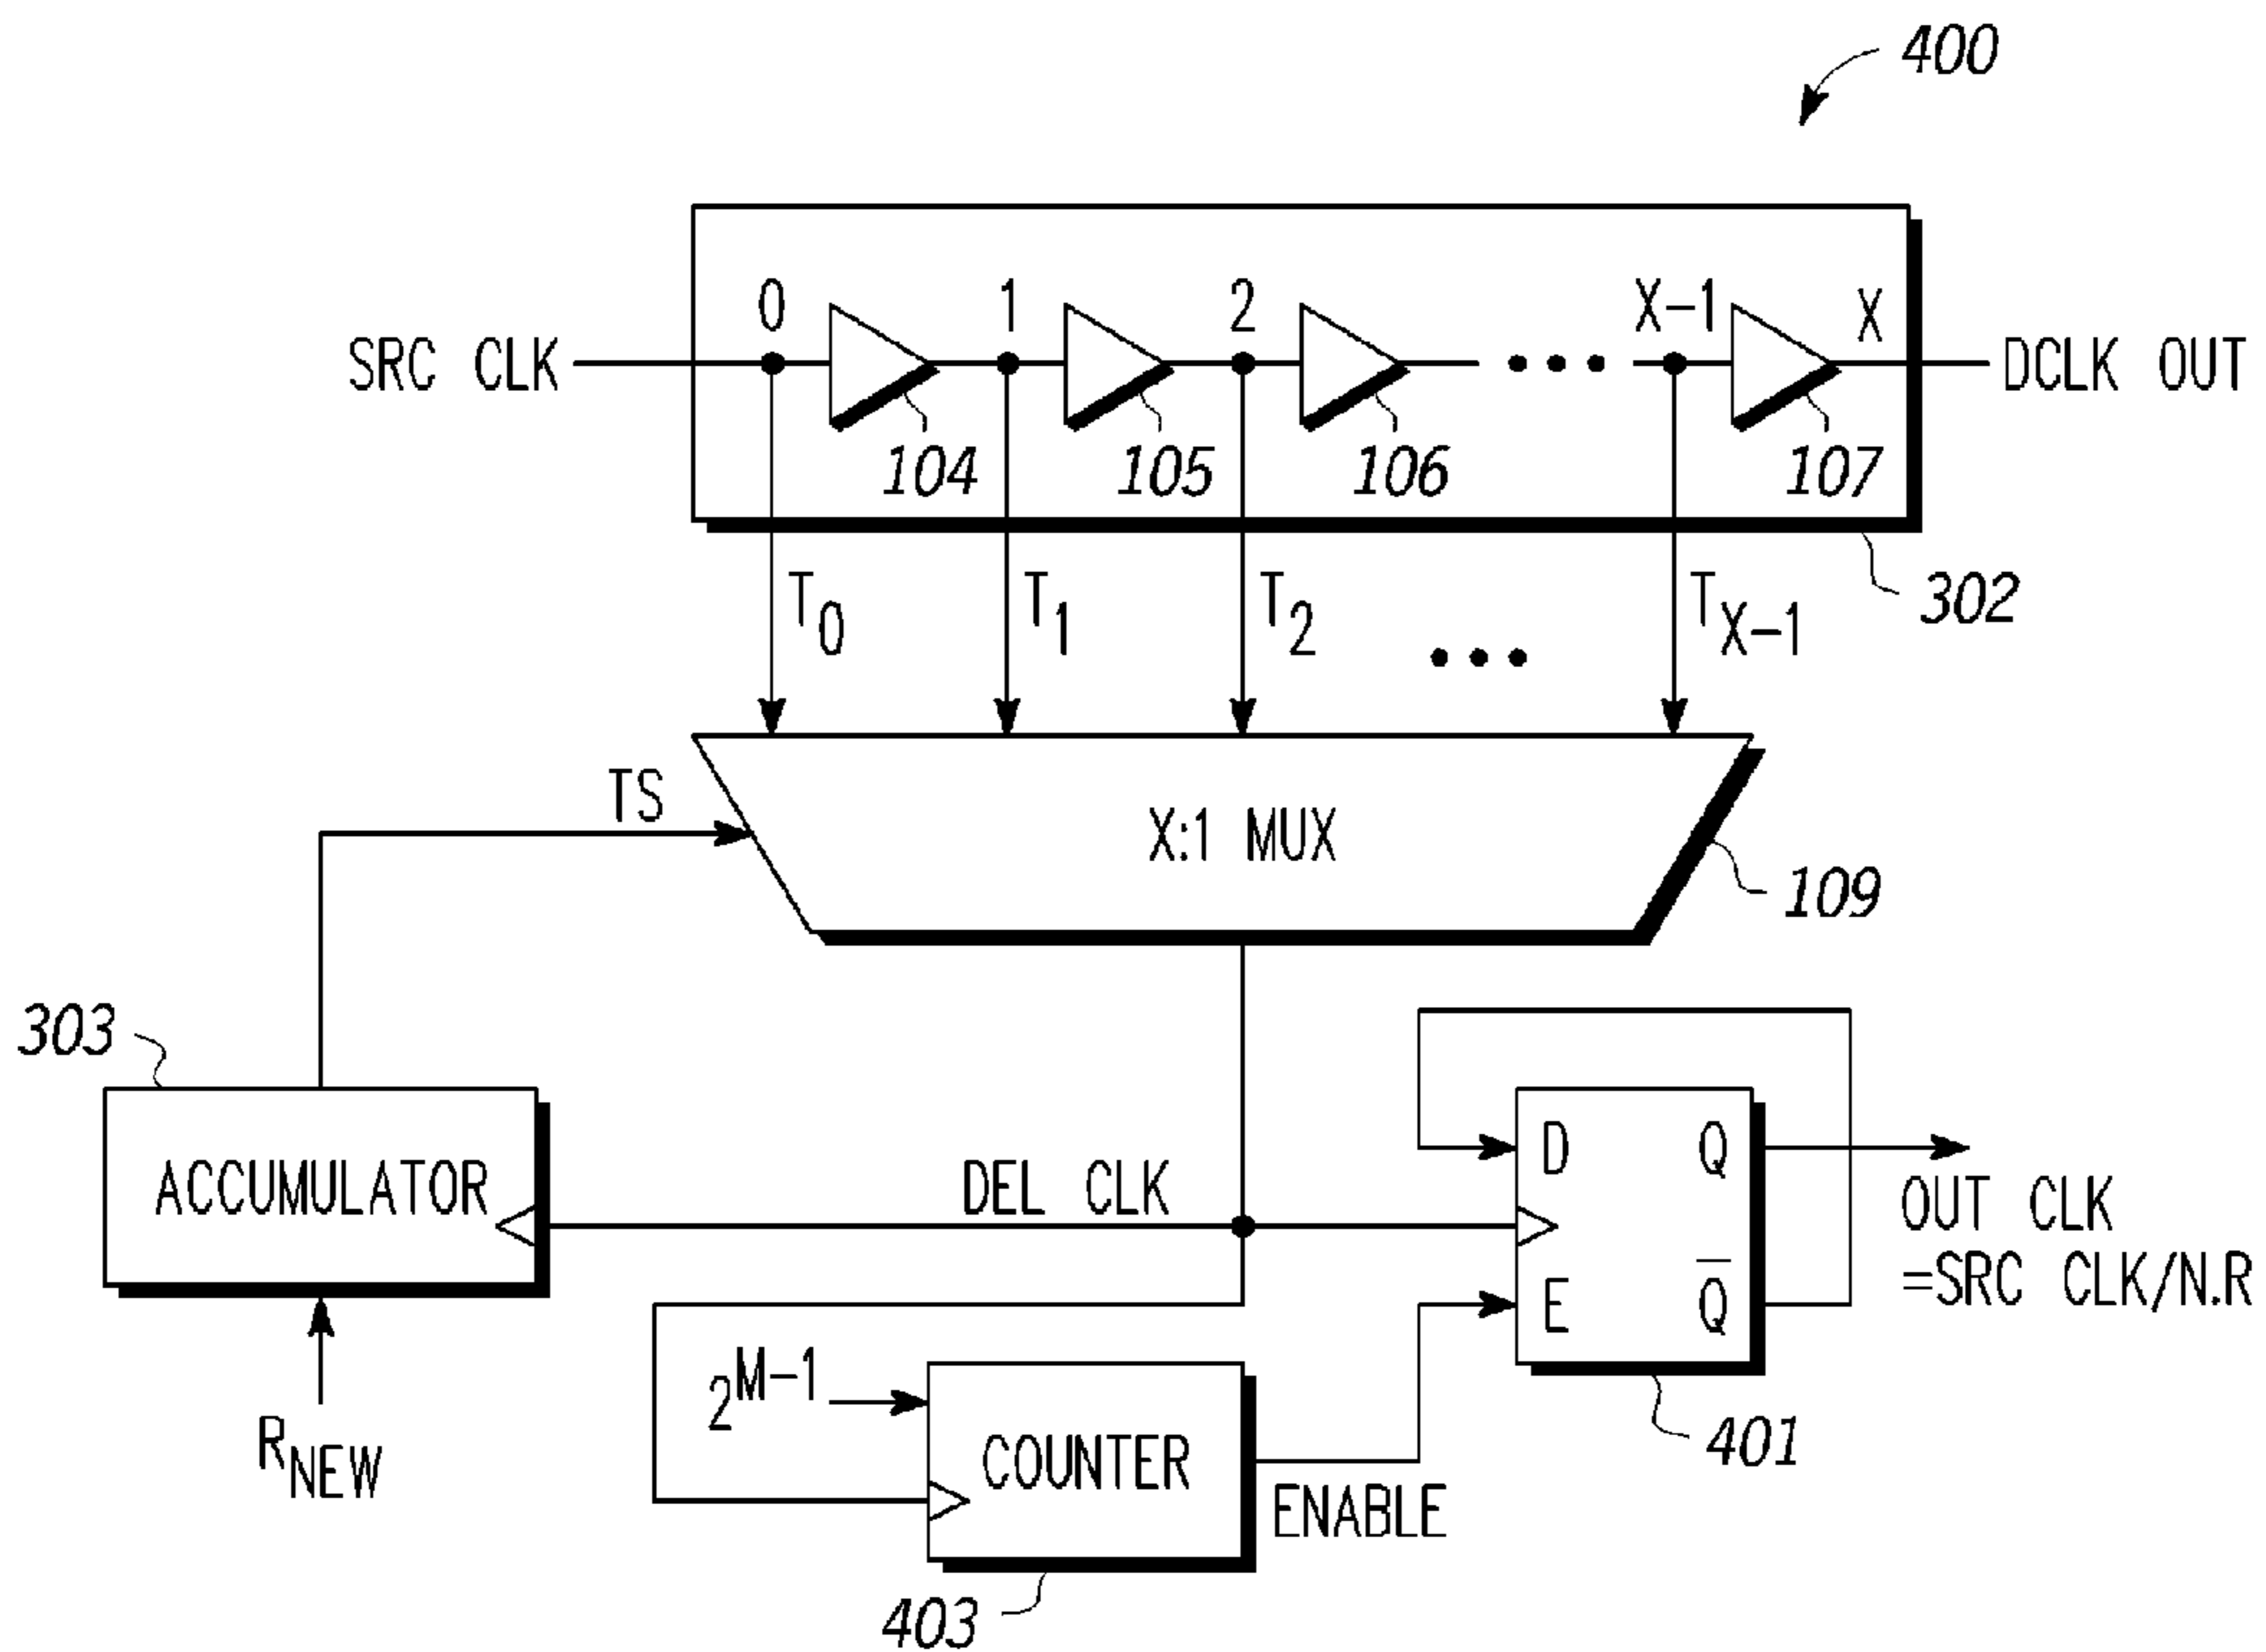 400
0 1 2 X-1 X
SRC CLK DCLK OUT
104 105 106 107
T0 T1 T2 TX-1 302
TS
X:1 MUX
109
303
ACCUMULATOR
DEL CLK
D Q
E Q̅
OUT CLK
=SRC CLK/N.R
RNEW
2^M-1
COUNTER
ENABLE
401
403